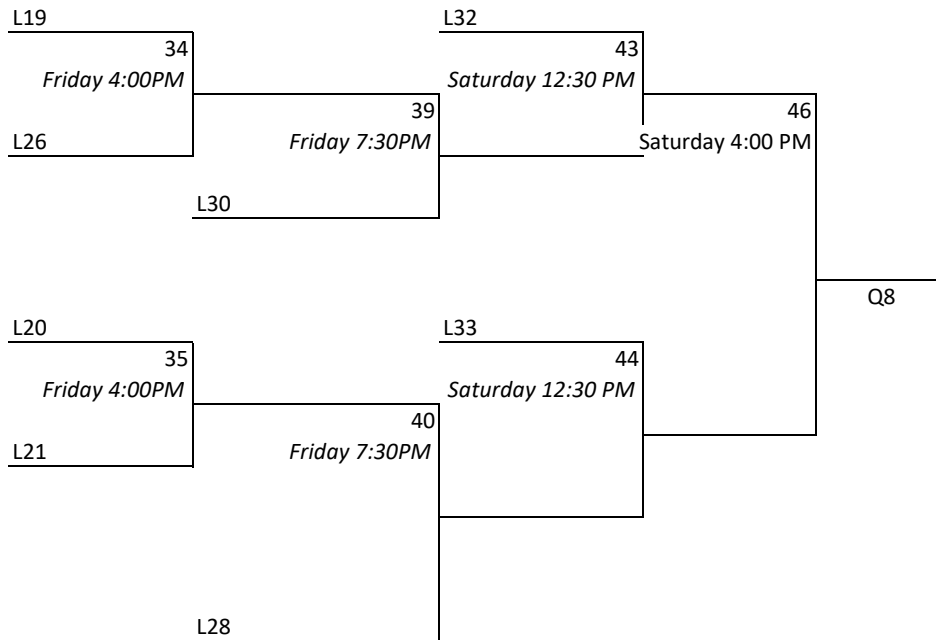 L19
L32
34
43
Friday 4:00PM
Saturday 12:30 PM
39
46
L26
Friday 7:30PM
Saturday 4:00 PM
L30
Q8
L20
L33
35
44
Friday 4:00PM
Saturday 12:30 PM
40
L21
Friday 7:30PM
L28